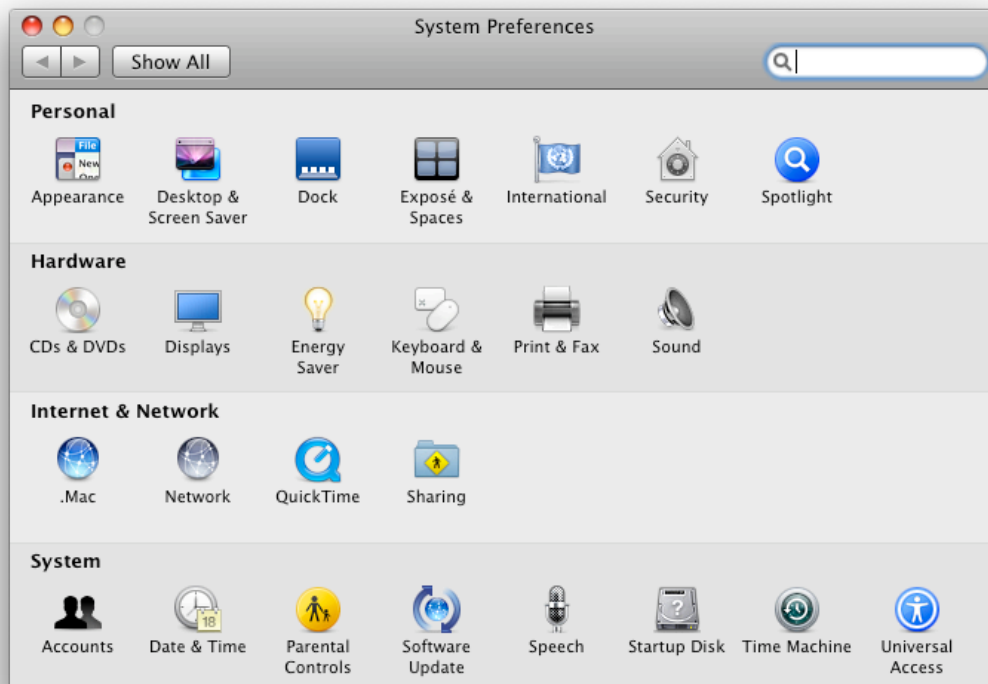 System Preferences
Show All
Personal
File
New
Appearance
Desktop &
Screen Saver
Dock
Exposé &
Spaces
International
Security
Spotlight
Hardware
CDs & DVDs
Displays
Energy
Saver
Keyboard &
Mouse
Print & Fax
Sound
Internet & Network
.Mac
Network
QuickTime
Sharing
System
18
Accounts
Date & Time
Parental
Controls
Software
Update
Speech
?
Startup Disk
Time Machine
Universal
Access